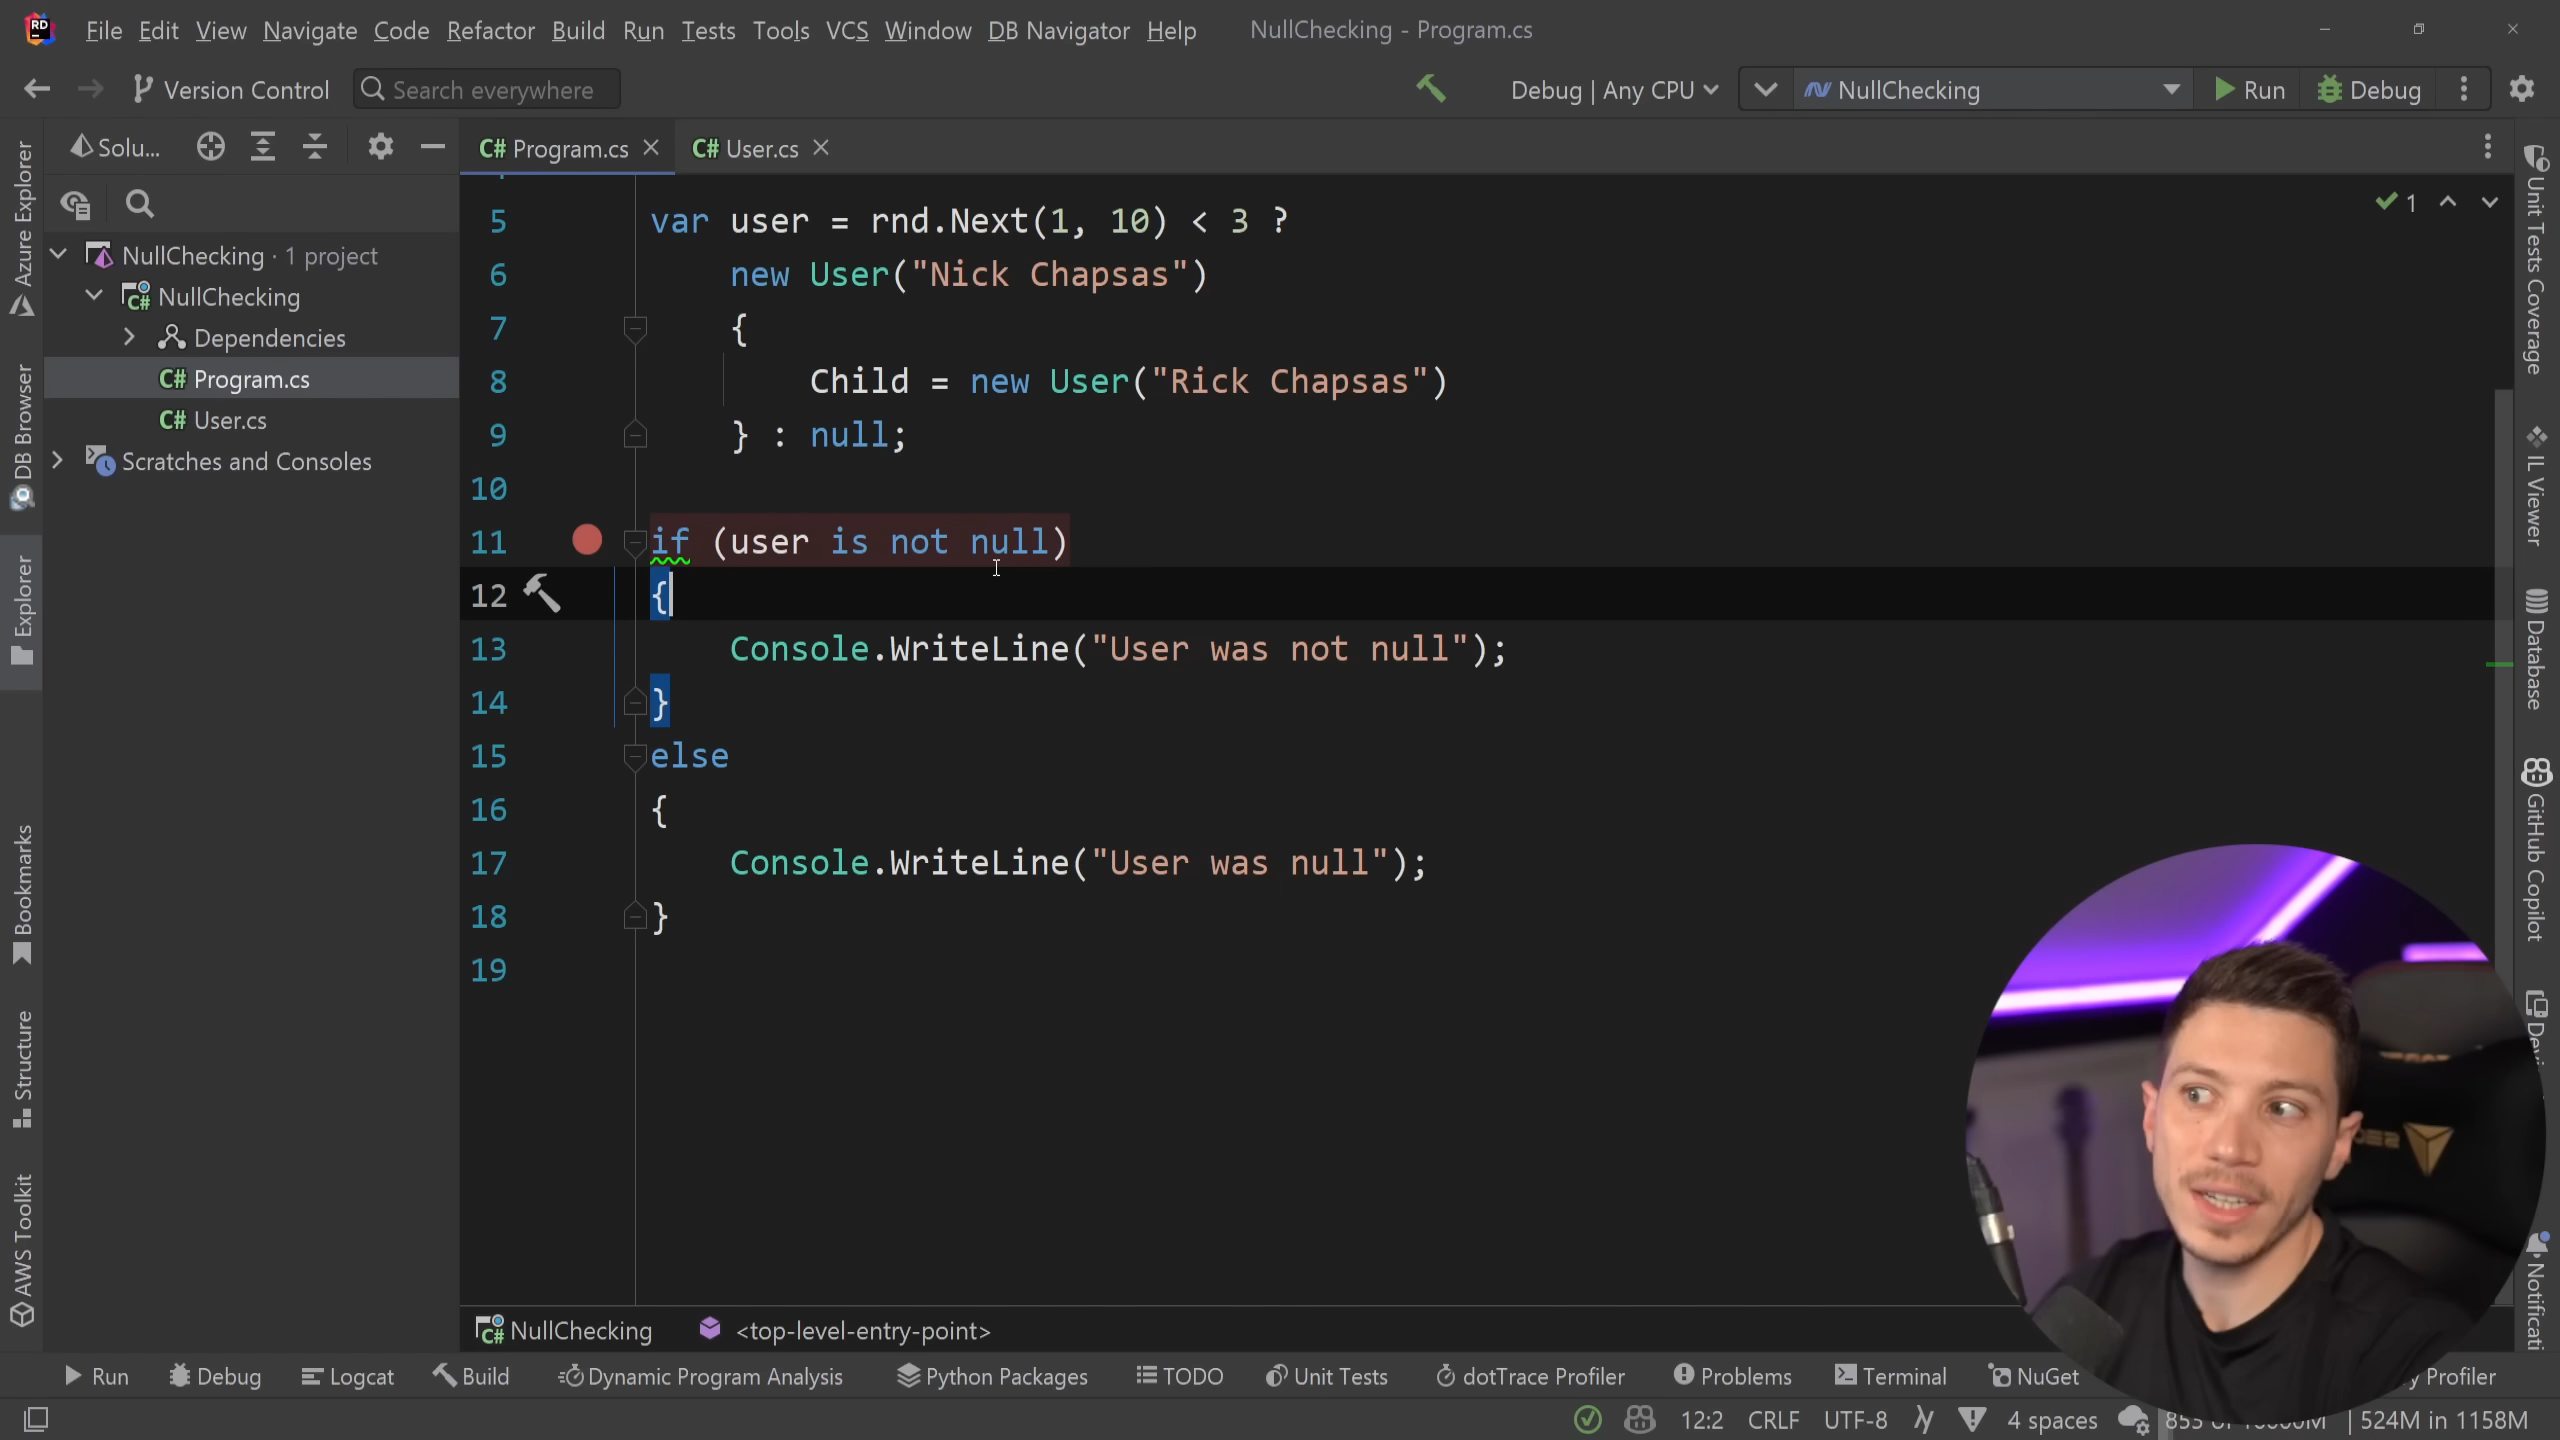 RD File Edit View Navigate Code Refactor Build Run Tests Tools VCS Window DB Navigator Help NullChecking - Program.cs
Version Control Search everywhere Debug | Any CPU NullChecking Run Debug
Solu... C# Program.cs C# User.cs
NullChecking · 1 project
C# NullChecking
Dependencies
C# Program.cs
C# User.cs
Scratches and Consoles
1
5 var user = rnd.Next(1, 10) < 3 ?
6 new User("Nick Chapsas")
7 {
8 Child = new User("Rick Chapsas")
9 } : null;
10
11 if (user is not null)
12 {
13 Console.WriteLine("User was not null");
14 }
15 else
16 {
17 Console.WriteLine("User was null");
18 }
19
Azure Explorer
DB Browser
Explorer
Bookmarks
Structure
AWS Toolkit
Unit Tests Coverage
IL Viewer
Database
GitHub Copilot
Notificati
C# NullChecking <top-level-entry-point>
Run Debug Logcat Build Dynamic Program Analysis Python Packages TODO Unit Tests dotTrace Profiler Problems Terminal NuGet Profiler
12:2 CRLF UTF-8 4 spaces 524M in 1158M